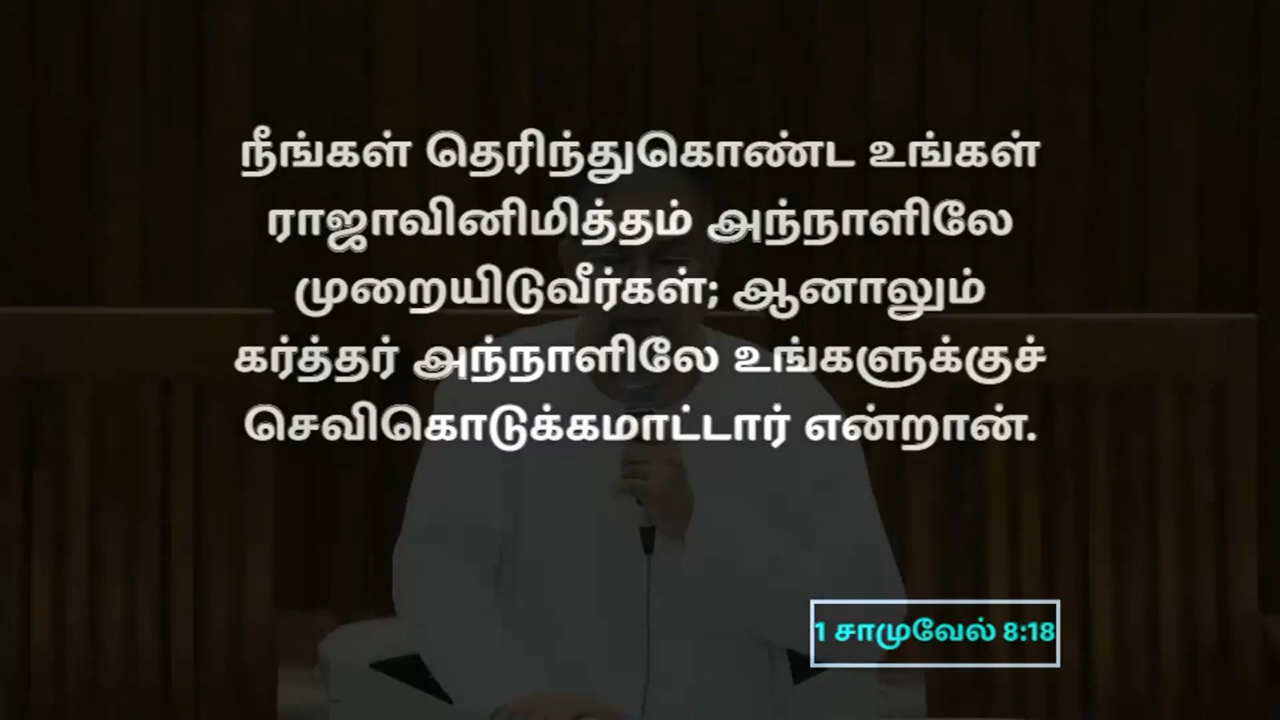 நீங்கள் தெரிந்துகொண்ட உங்கள்
ராஜாவினிமித்தம் அந்நாளிலே
முறையிடுவீர்கள்; ஆனாலும்
கர்த்தர் அந்நாளிலே உங்களுக்குச்
செவிகொடுக்கமாட்டார் என்றான்.
1 சாமுவேல் 8:18